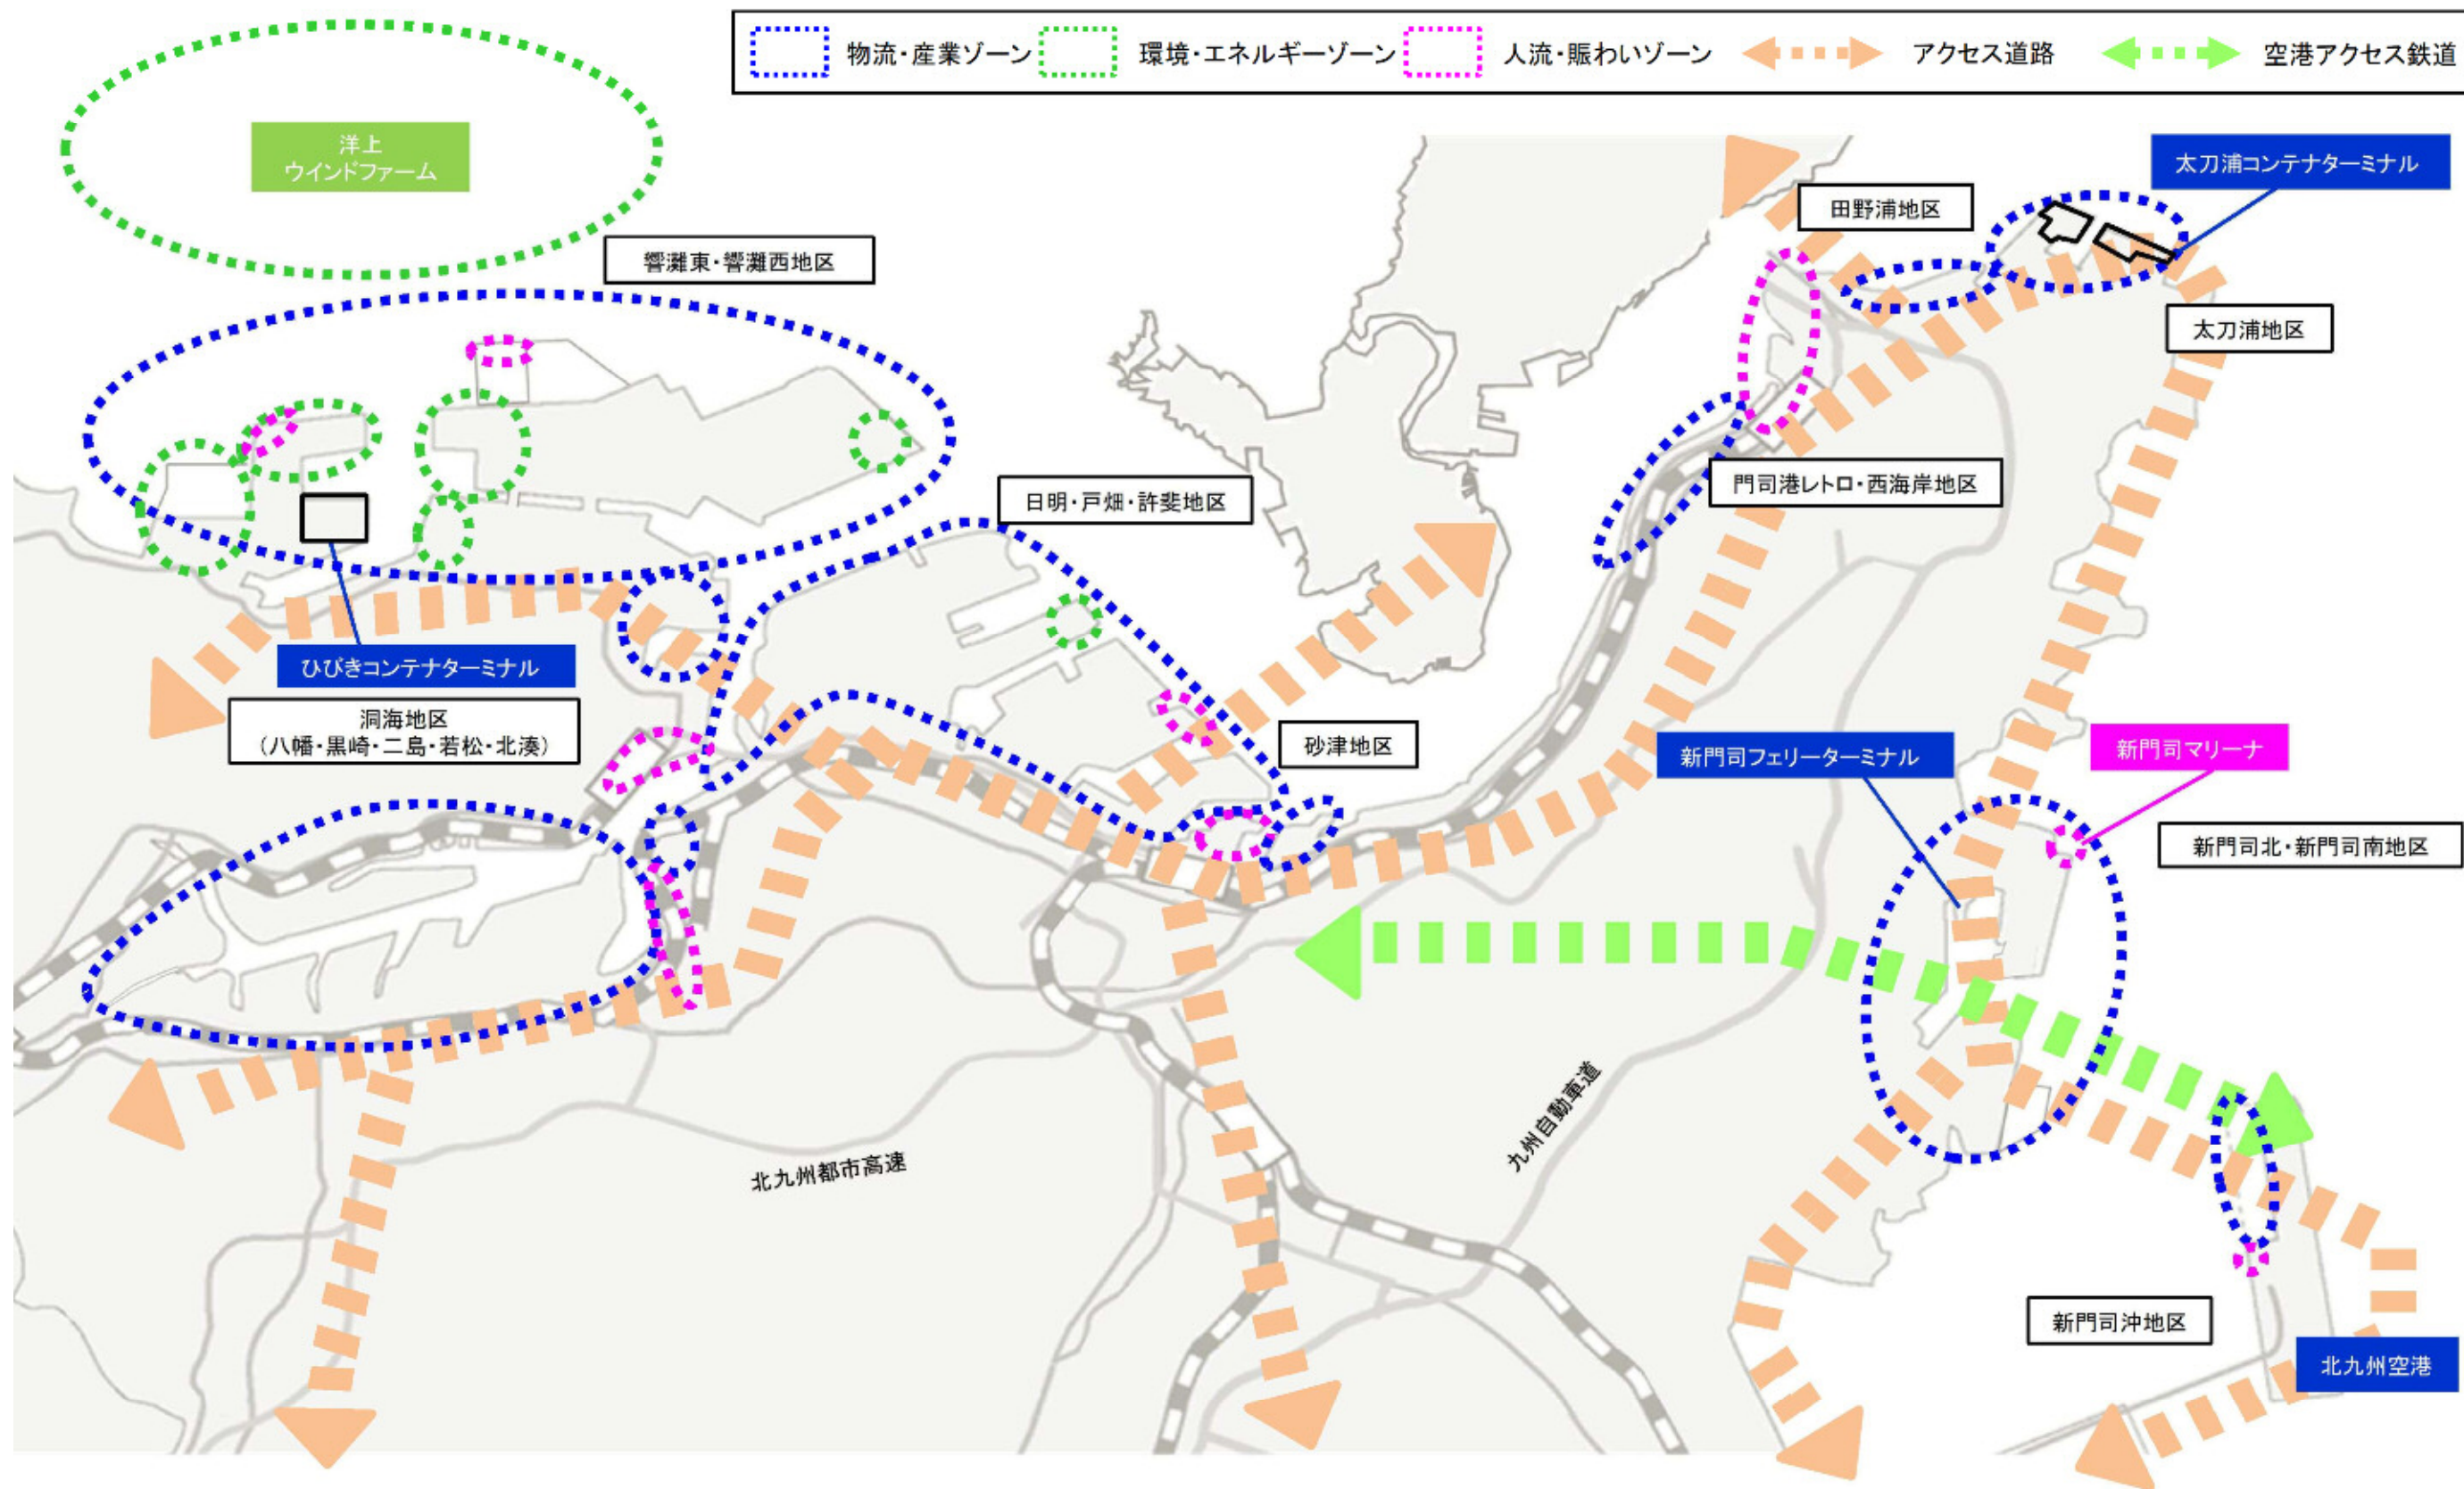 物流・産業ゾーン
環境・エネルギーゾーン
人流・賑わいゾーン
アクセス道路
空港アクセス鉄道
洋上
ウインドファーム
太刀浦コンテナターミナル
田野浦地区
響灘東・響灘西地区
太刀浦地区
門司港レトロ・西海岸地区
日明・戸畑・許斐地区
ひびきコンテナターミナル
洞海地区
（八幡・黒崎・二島・若松・北湊）
砂津地区
新門司フェリーターミナル
新門司マリーナ
新門司北・新門司南地区
九州自動車道
北九州都市高速
新門司沖地区
北九州空港